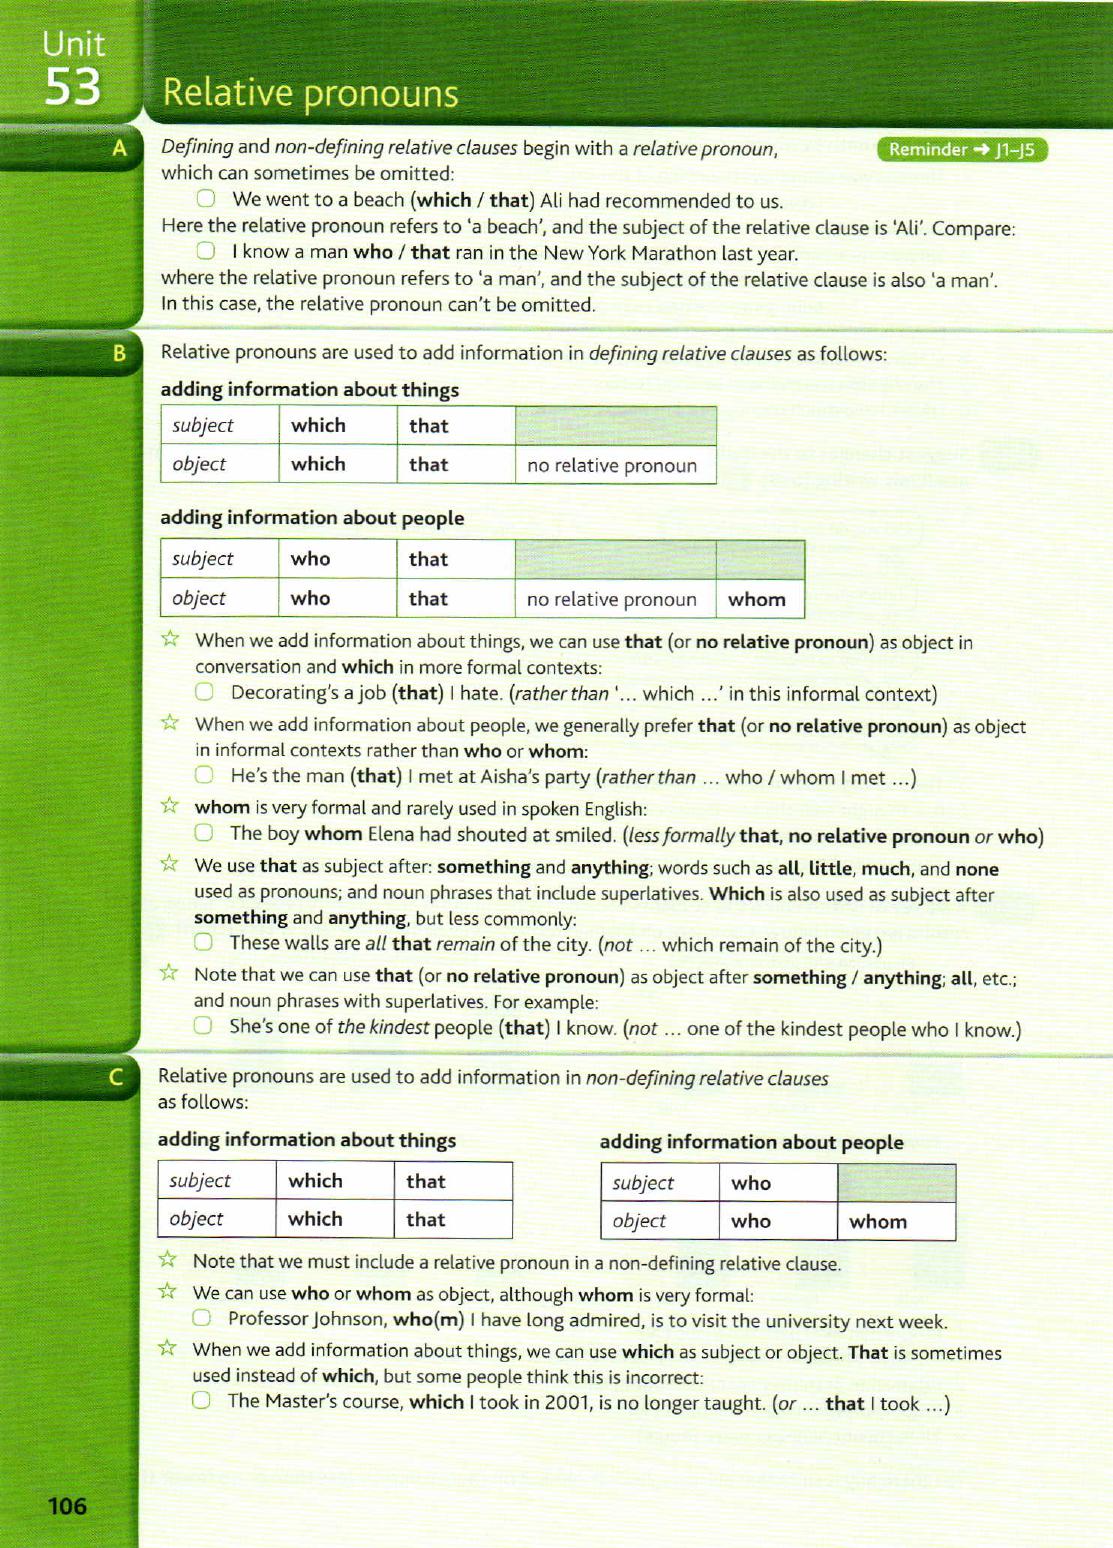 Unit
53
Relative pronouns
A
Defining and non-defining relative clauses begin with a relative pronoun,
Reminder ➔ J1–J5
which can sometimes be omitted:
We went to a beach (which / that) Ali had recommended to us.
Here the relative pronoun refers to 'a beach', and the subject of the relative clause is 'Ali'. Compare:
I know a man who / that ran in the New York Marathon last year.
where the relative pronoun refers to 'a man', and the subject of the relative clause is also 'a man'.
In this case, the relative pronoun can't be omitted.
B
Relative pronouns are used to add information in defining relative clauses as follows:
adding information about things
subject which that
object which that no relative pronoun
adding information about people
subject who that
object who that no relative pronoun whom
☆ When we add information about things, we can use that (or no relative pronoun) as object in
conversation and which in more formal contexts:
Decorating's a job (that) I hate. (rather than '... which ...' in this informal context)
☆ When we add information about people, we generally prefer that (or no relative pronoun) as object
in informal contexts rather than who or whom:
He's the man (that) I met at Aisha's party (rather than ... who / whom I met ...)
☆ whom is very formal and rarely used in spoken English:
The boy whom Elena had shouted at smiled. (less formally that, no relative pronoun or who)
☆ We use that as subject after: something and anything; words such as all, little, much, and none
used as pronouns; and noun phrases that include superlatives. Which is also used as subject after
something and anything, but less commonly:
These walls are all that remain of the city. (not ... which remain of the city.)
☆ Note that we can use that (or no relative pronoun) as object after something / anything; all, etc.;
and noun phrases with superlatives. For example:
She's one of the kindest people (that) I know. (not ... one of the kindest people who I know.)
C
Relative pronouns are used to add information in non-defining relative clauses
as follows:
adding information about things
subject which that
object which that
adding information about people
subject who
object who whom
☆ Note that we must include a relative pronoun in a non-defining relative clause.
☆ We can use who or whom as object, although whom is very formal:
Professor Johnson, who(m) I have long admired, is to visit the university next week.
☆ When we add information about things, we can use which as subject or object. That is sometimes
used instead of which, but some people think this is incorrect:
The Master's course, which I took in 2001, is no longer taught. (or ... that I took ...)
106